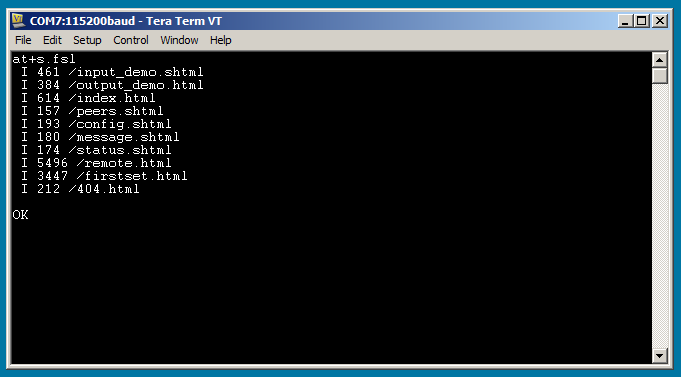 COM7:115200baud - Tera Term VT
File Edit Setup Control Window Help
at+s.fsl
I 461 /input_demo.shtml
I 384 /output_demo.html
I 614 /index.html
I 157 /peers.shtml
I 193 /config.shtml
I 180 /message.shtml
I 174 /status.shtml
I 5496 /remote.html
I 3447 /firstset.html
I 212 /404.html
OK